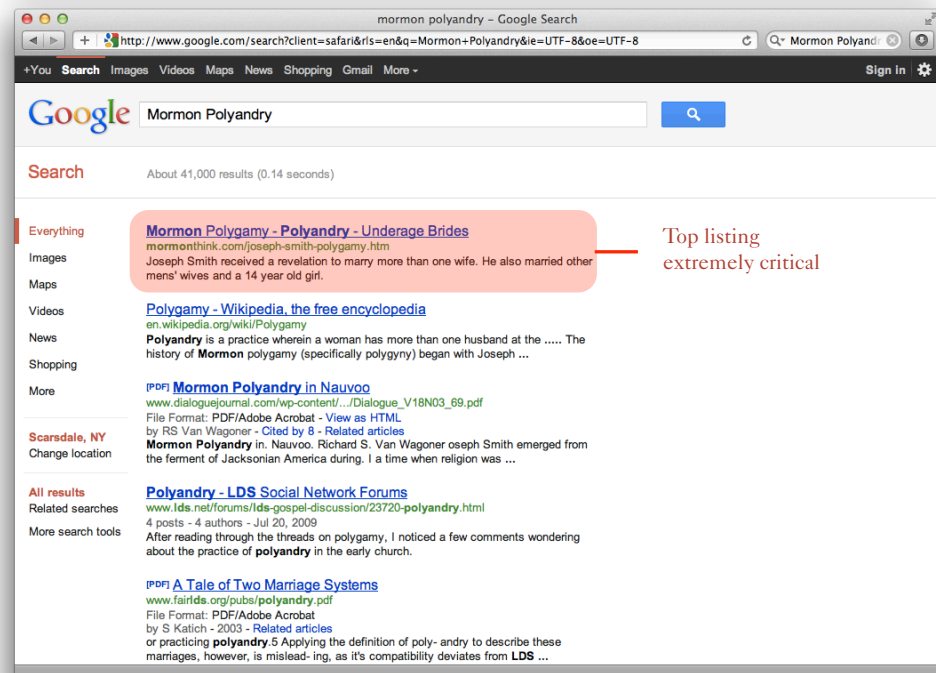 mormon polyandry – Google Search
http://www.google.com/search?client=safari&rls=en&q=Mormon+Polyandry&ie=UTF-8&oe=UTF-8
Mormon Polyandr
+You Search Images Videos Maps News Shopping Gmail More
Sign in
Google
Mormon Polyandry
Search
About 41,000 results (0.14 seconds)
Everything
Images
Maps
Videos
News
Shopping
More
Scarsdale, NY
Change location
All results
Related searches
More search tools
Mormon Polygamy - Polyandry - Underage Brides
mormonthink.com/joseph-smith-polygamy.htm
Joseph Smith received a revelation to marry more than one wife. He also married other
mens' wives and a 14 year old girl.
Top listing
extremely critical
Polygamy - Wikipedia, the free encyclopedia
en.wikipedia.org/wiki/Polygamy
Polyandry is a practice wherein a woman has more than one husband at the ..... The
history of Mormon polygamy (specifically polygyny) began with Joseph ...
[PDF] Mormon Polyandry in Nauvoo
www.dialoguejournal.com/wp-content/.../Dialogue_V18N03_69.pdf
File Format: PDF/Adobe Acrobat - View as HTML
by RS Van Wagoner - Cited by 8 - Related articles
Mormon Polyandry in. Nauvoo. Richard S. Van Wagoner oseph Smith emerged from
the ferment of Jacksonian America during. I a time when religion was ...
Polyandry - LDS Social Network Forums
www.lds.net/forums/lds-gospel-discussion/23720-polyandry.html
4 posts - 4 authors - Jul 20, 2009
After reading through the threads on polygamy, I noticed a few comments wondering
about the practice of polyandry in the early church.
[PDF] A Tale of Two Marriage Systems
www.fairlds.org/pubs/polyandry.pdf
File Format: PDF/Adobe Acrobat
by S Katich - 2003 - Related articles
or practicing polyandry.5 Applying the definition of poly- andry to describe these
marriages, however, is mislead- ing, as it's compatibility deviates from LDS ...